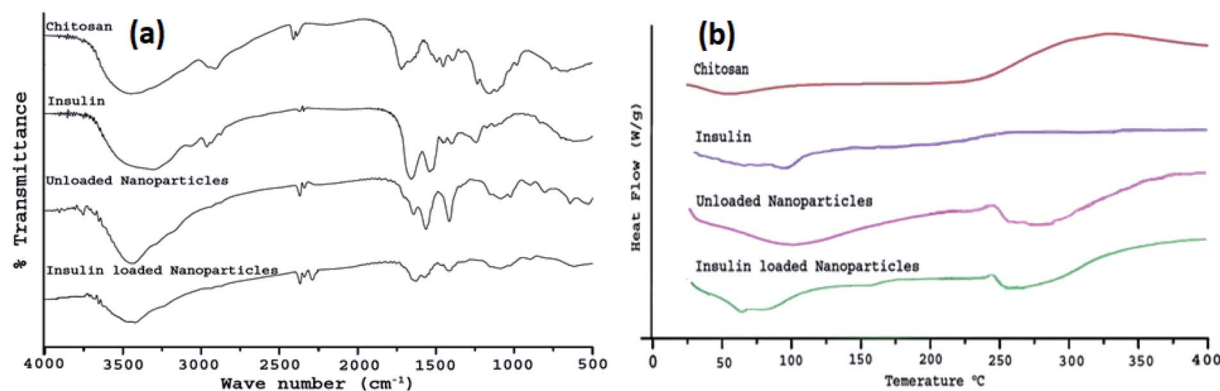 (a)
Chitosan
Insulin
Unloaded Nanoparticles
Insulin loaded Nanoparticles
% Transmittance
4000 3500 3000 2500 2000 1500 1000 500
Wave number (cm⁻¹)
(b)
Chitosan
Insulin
Unloaded Nanoparticles
Insulin loaded Nanoparticles
Heat Flow (W/g)
0 50 100 150 200 250 300 350 400
Temerature °C